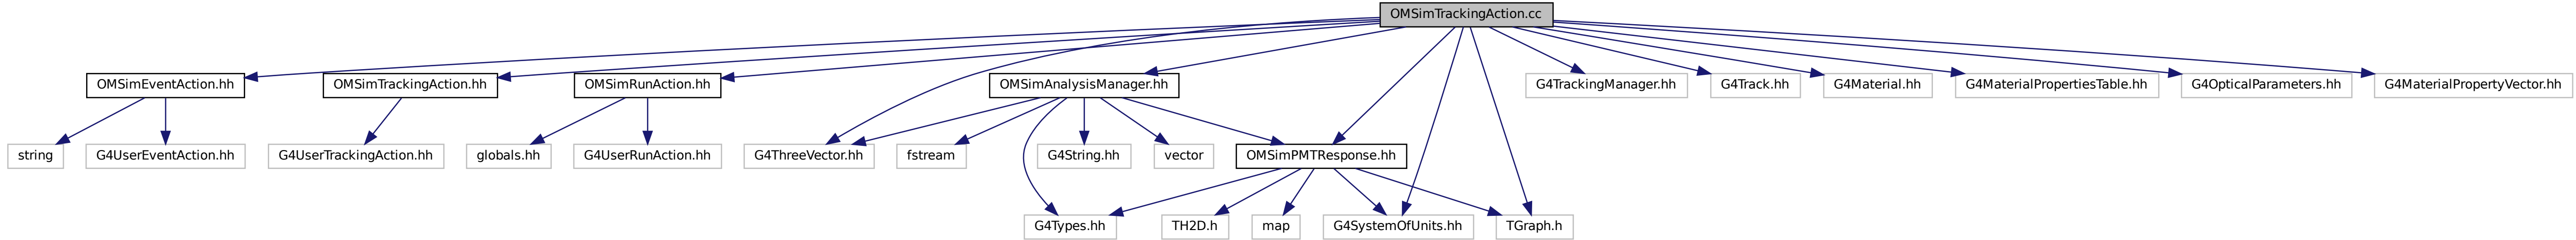 OMSimTrackingAction.cc
OMSimEventAction.hh
OMSimTrackingAction.hh
OMSimRunAction.hh
OMSimAnalysisManager.hh
G4TrackingManager.hh
G4Track.hh
G4Material.hh
G4MaterialPropertiesTable.hh
G4OpticalParameters.hh
G4MaterialPropertyVector.hh
string
G4UserEventAction.hh
G4UserTrackingAction.hh
globals.hh
G4UserRunAction.hh
G4ThreeVector.hh
fstream
G4String.hh
vector
OMSimPMTResponse.hh
G4Types.hh
TH2D.h
map
G4SystemOfUnits.hh
TGraph.h